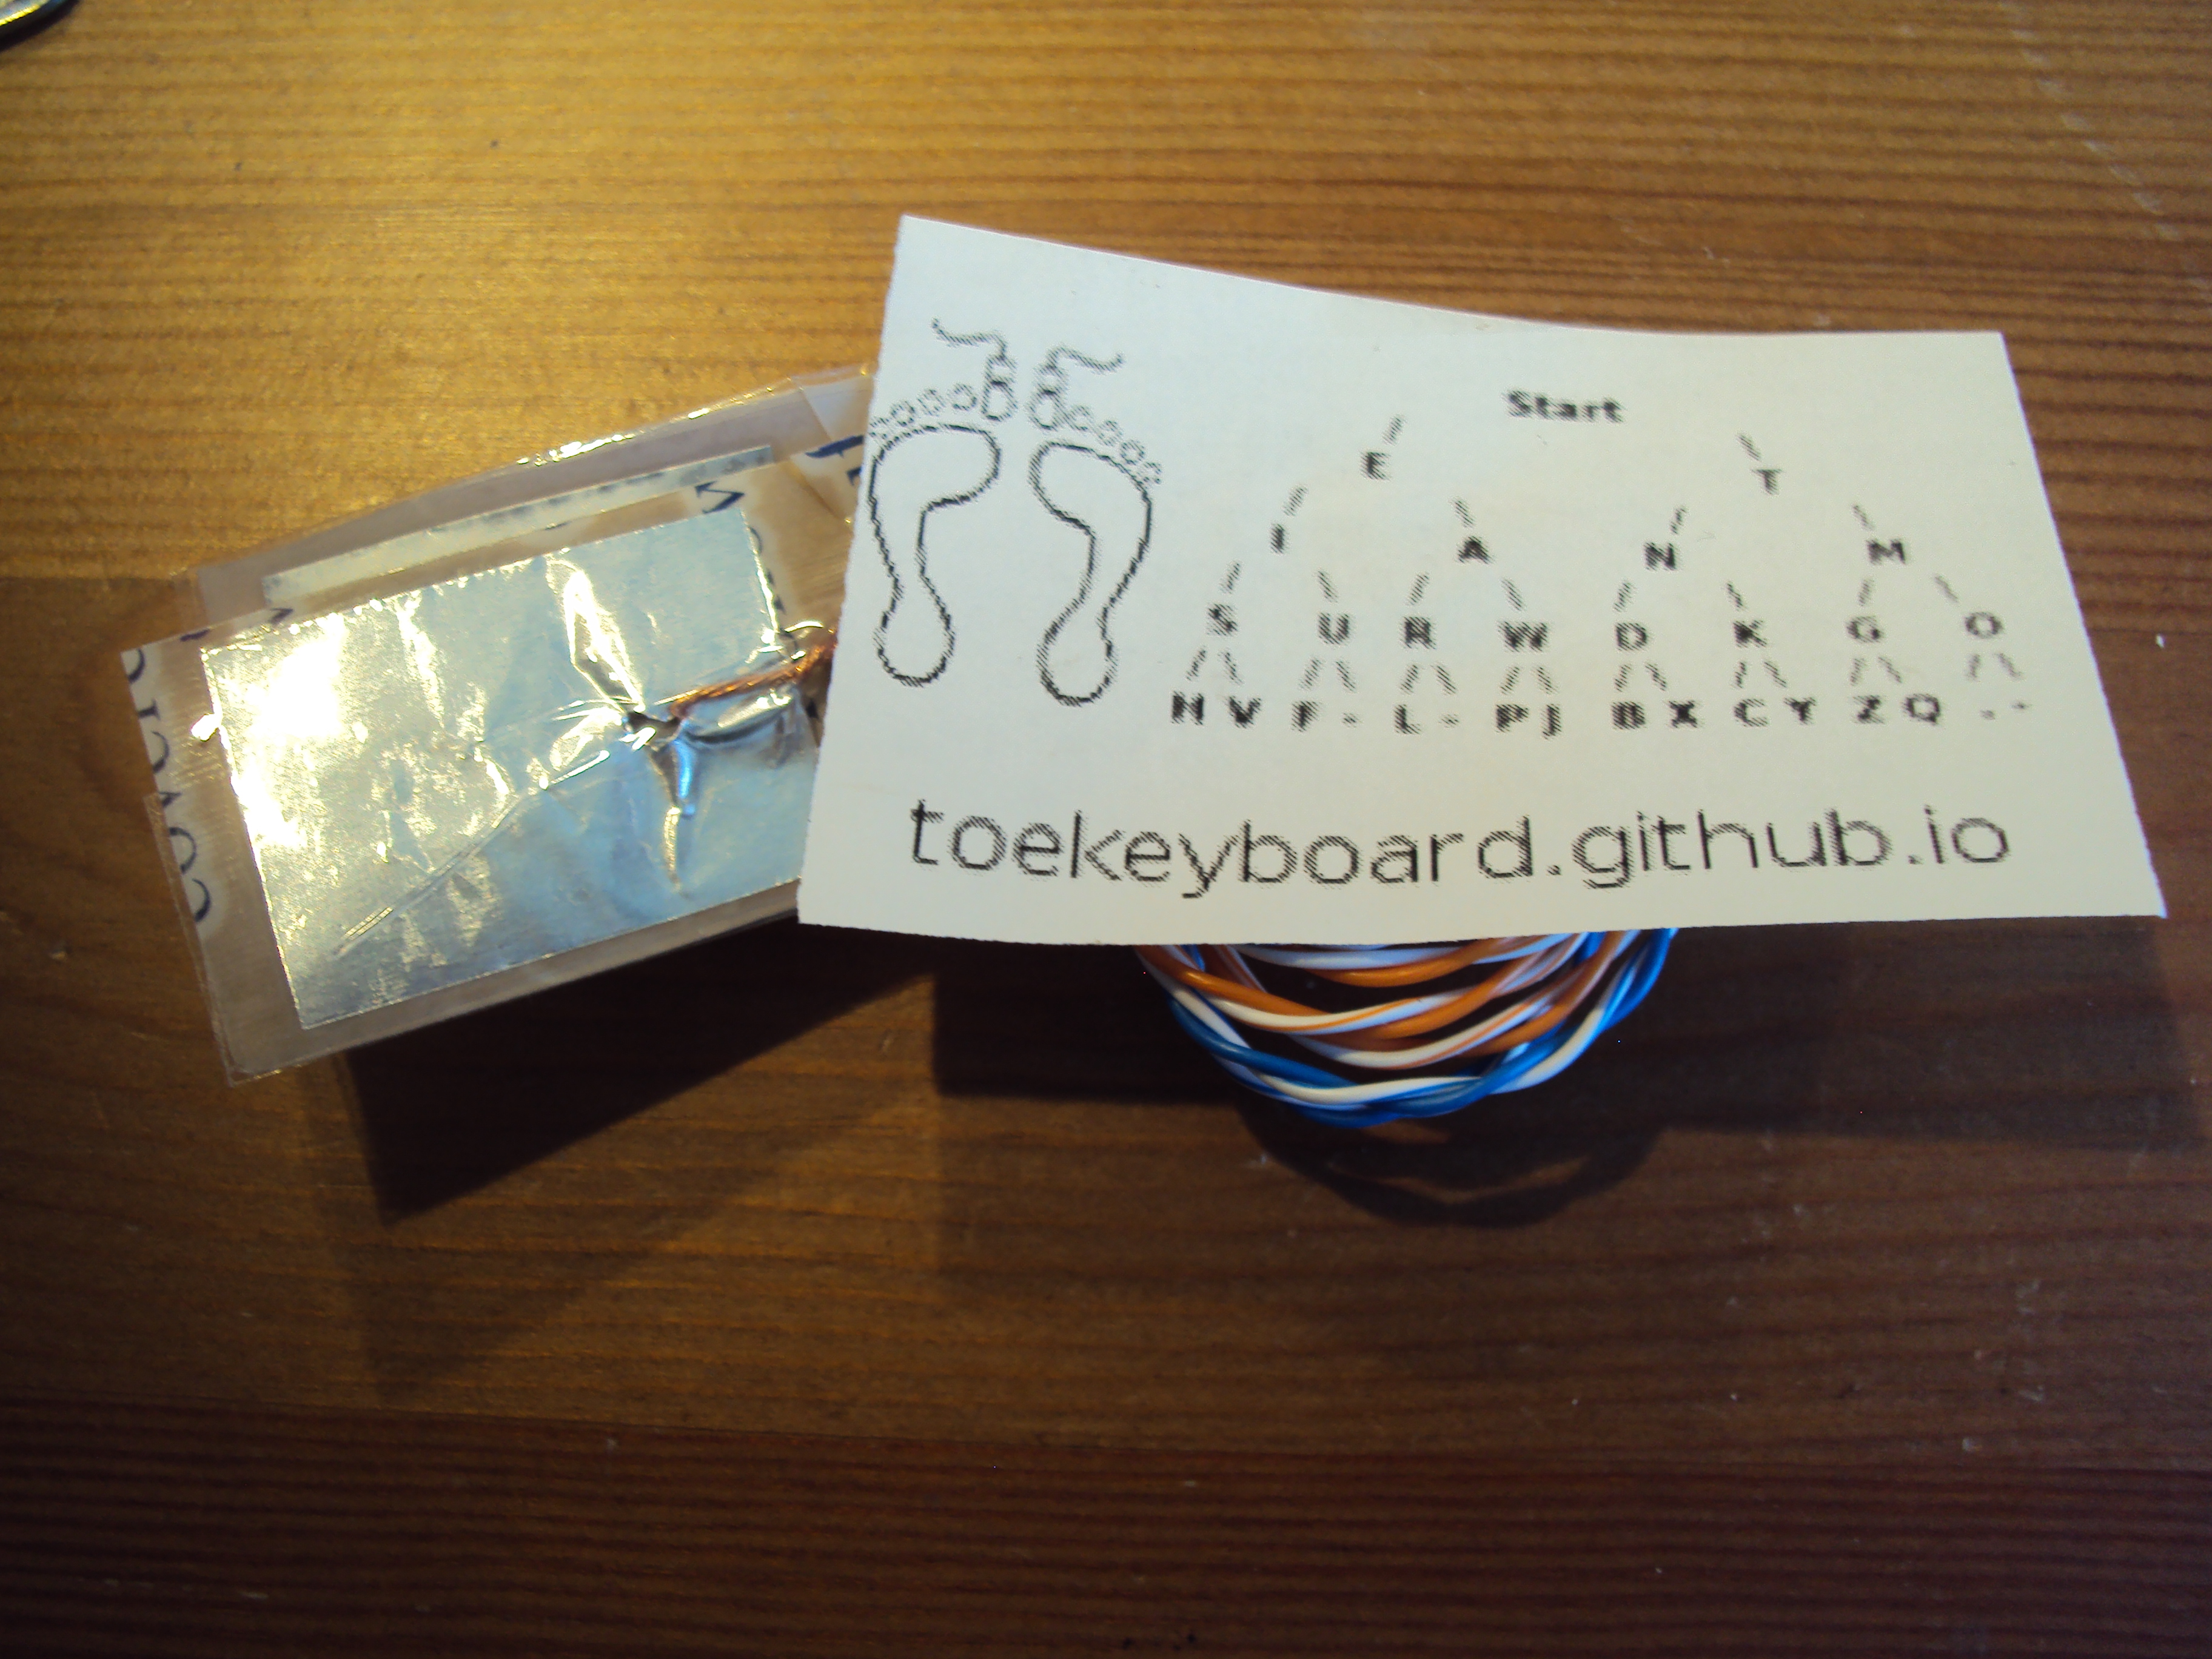 Start
E T
I A N M
S U R W D K G O
H V F - L - P J B X C Y Z Q - -
toekeyboard.github.io